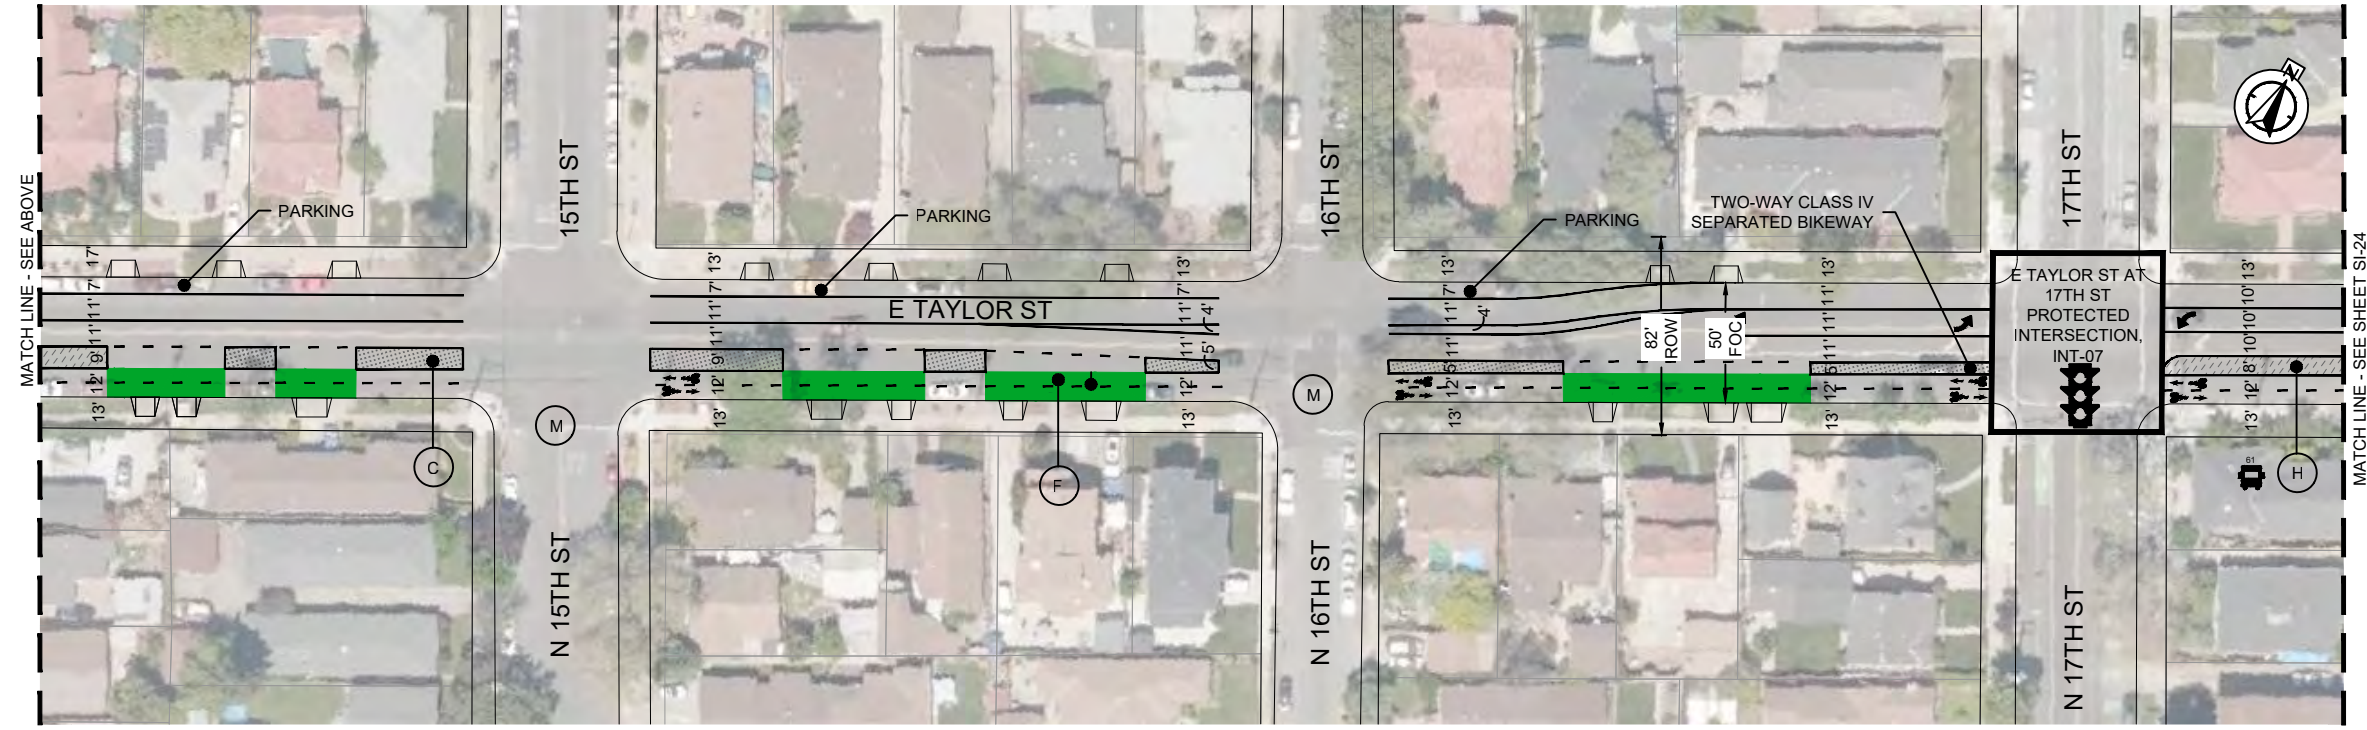 MATCH LINE - SEE ABOVE
PARKING
15TH ST
PARKING
16TH ST
PARKING
TWO-WAY CLASS IV
SEPARATED BIKEWAY
17TH ST
N
MATCH LINE - SEE SHEET SI-24
17'
7'
11'
11'
9'
12'
13'
13'
7'
11'
11'
9'
12'
13'
E TAYLOR ST
13'
7'
11'
4'
11'
5'
12'
13'
13'
7'
11'
4'
11'
5'
12'
13'
82'
ROW
50'
FOC
13'
11'
11'
11'
5'
12'
13'
E TAYLOR ST AT
17TH ST
PROTECTED
INTERSECTION,
INT-07
13'
10'
10'
10'
8'
12'
13'
C
M
F
M
61
H
N 15TH ST
N 16TH ST
N 17TH ST